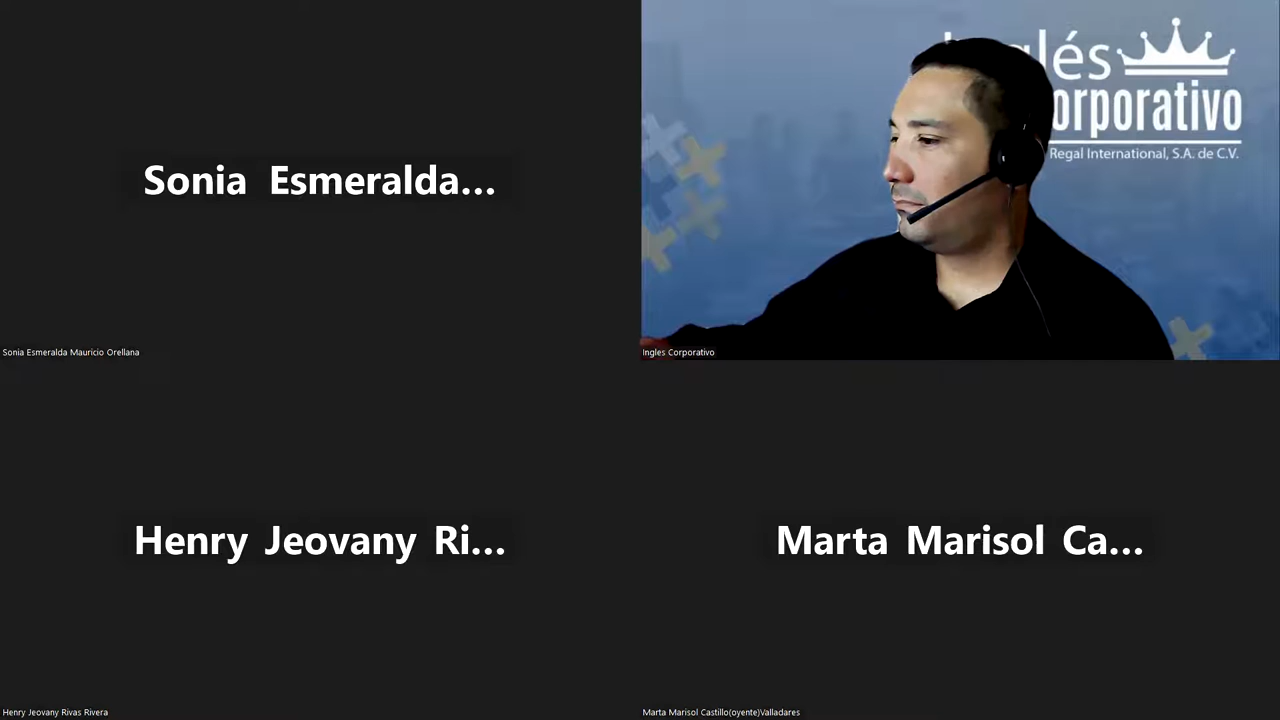 Sonia Esmeralda...
Sonia Esmeralda Mauricio Orellana
Inglés
orporativo
Regal International, S.A. de C.V.
Ingles Corporativo
Henry Jeovany Ri...
Henry Jeovany Rivas Rivera
Marta Marisol Ca...
Marta Marisol Castillo(oyente)Valladares